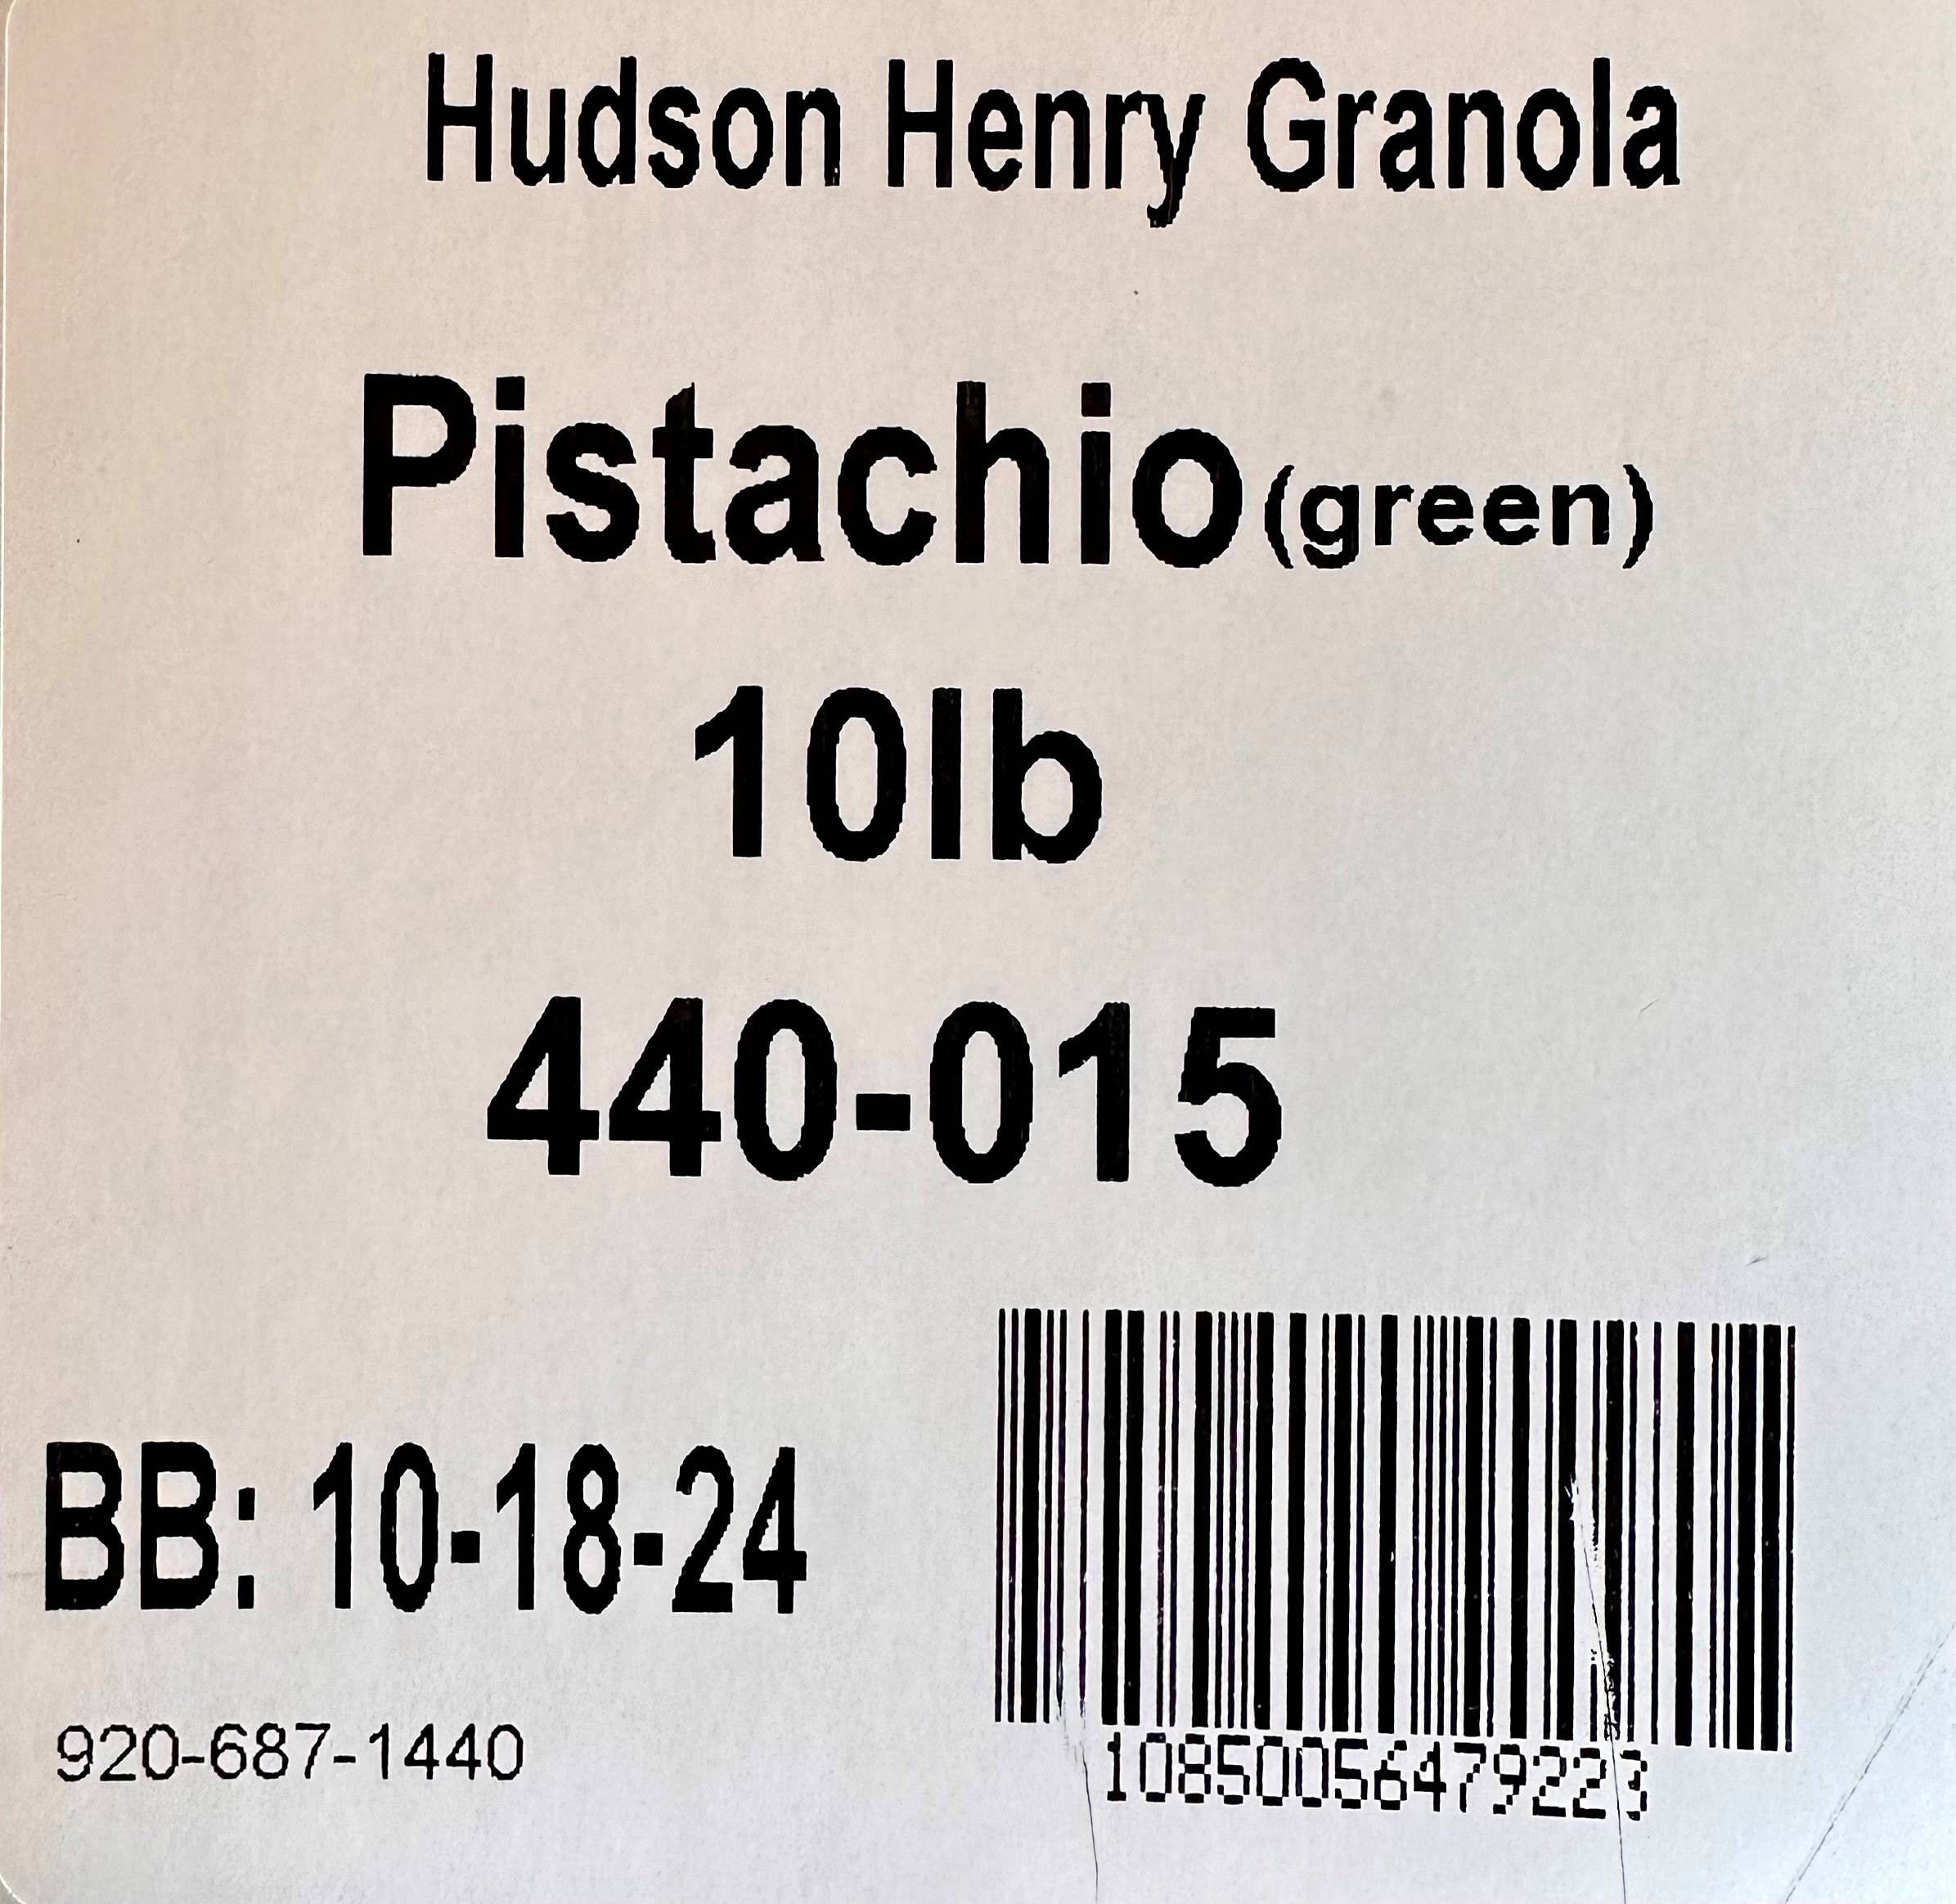 Hudson Henry Granola
Pistachio (green)
10lb
440-015
BB: 10-18-24
920-687-1440
10850056479223